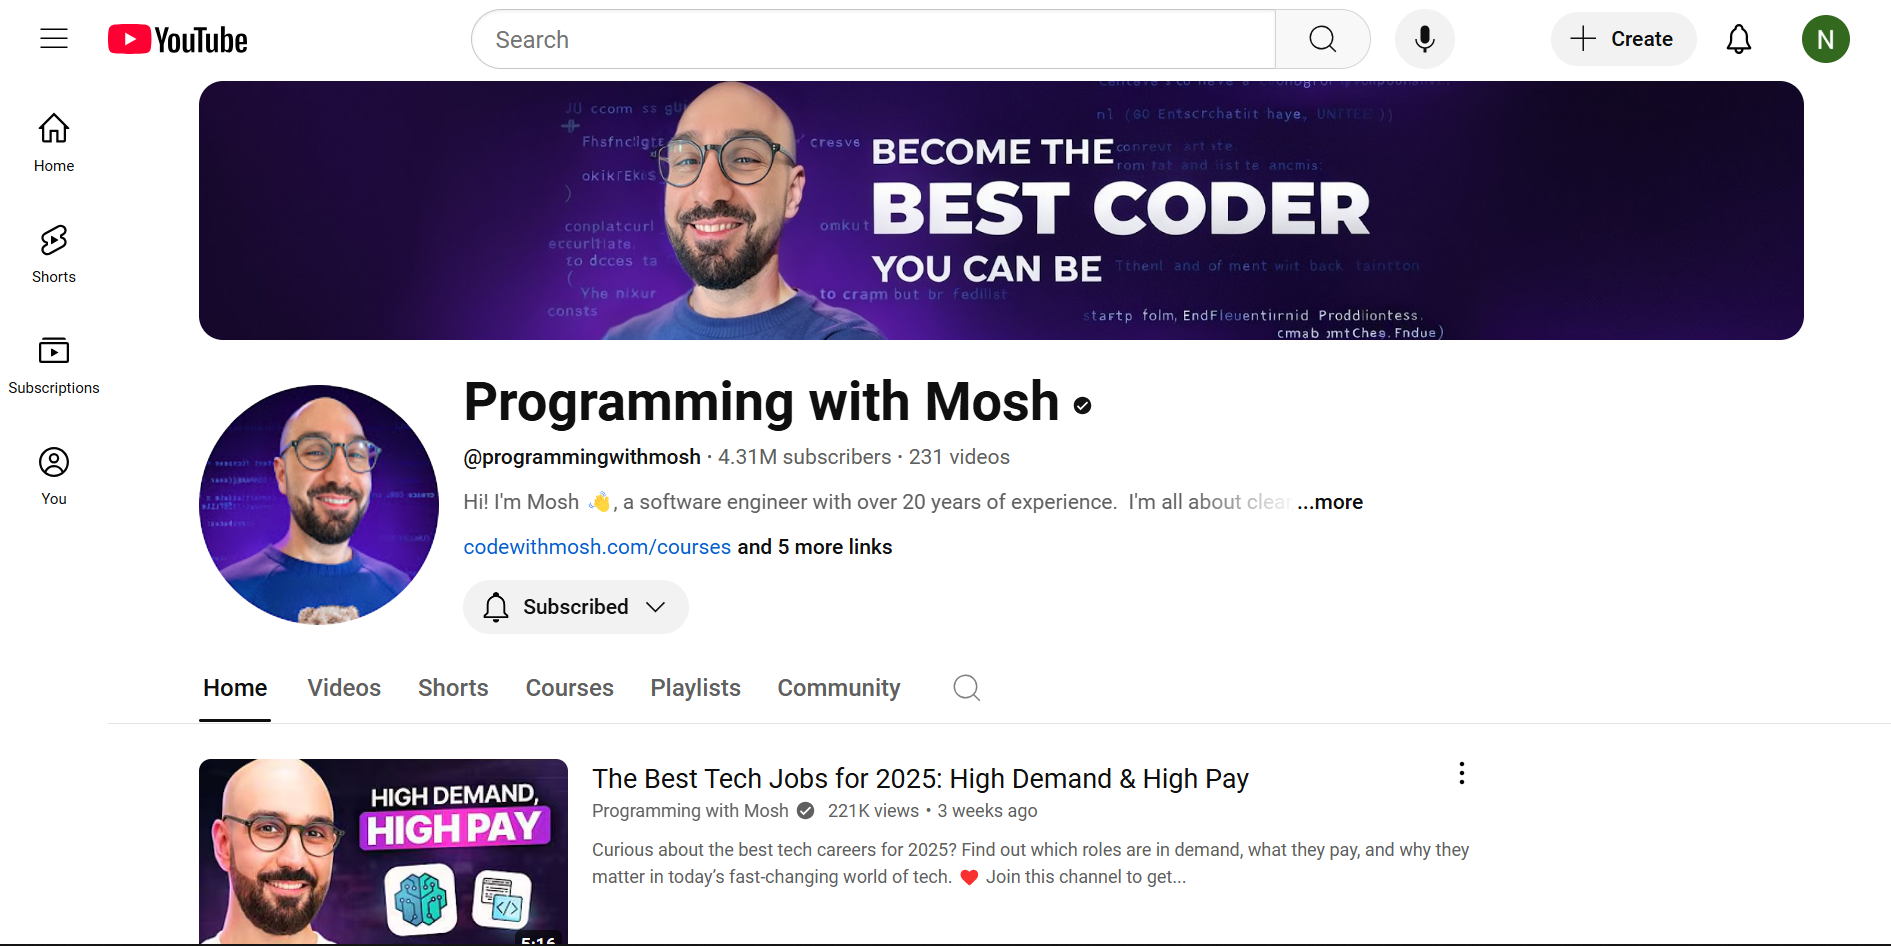 YouTube
Search
Create
N
Home
Shorts
Subscriptions
You
BECOME THE
BEST CODER
YOU CAN BE
Programming with Mosh
@programmingwithmosh • 4.31M subscribers • 231 videos
Hi! I'm Mosh 👋, a software engineer with over 20 years of experience. I'm all about clear ...more
codewithmosh.com/courses and 5 more links
Subscribed
Home Videos Shorts Courses Playlists Community
HIGH DEMAND,
HIGH PAY
5:16
The Best Tech Jobs for 2025: High Demand & High Pay
Programming with Mosh 221K views • 3 weeks ago
Curious about the best tech careers for 2025? Find out which roles are in demand, what they pay, and why they
matter in today’s fast-changing world of tech. ❤️ Join this channel to get...